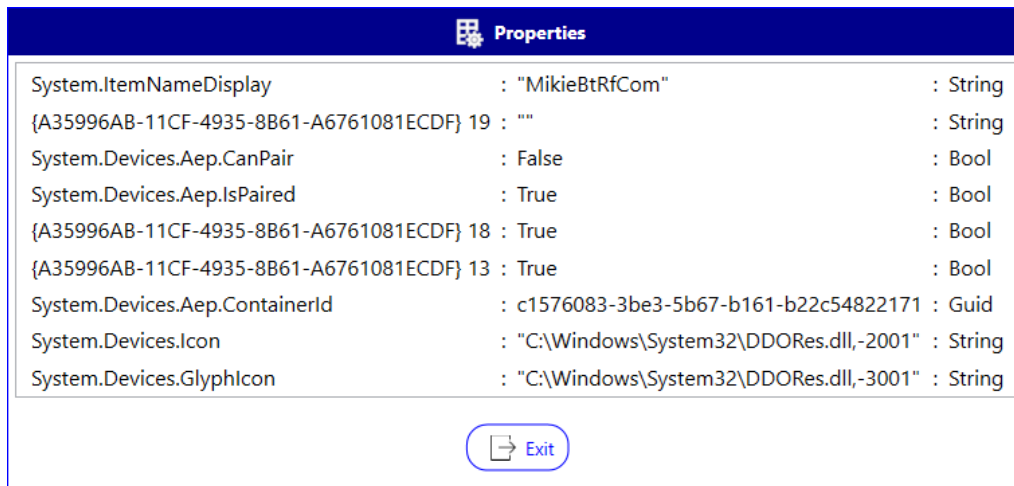 Properties
System.ItemNameDisplay : "MikieBtRfCom" : String
{A35996AB-11CF-4935-8B61-A6761081ECDF} 19 : "" : String
System.Devices.Aep.CanPair : False : Bool
System.Devices.Aep.IsPaired : True : Bool
{A35996AB-11CF-4935-8B61-A6761081ECDF} 18 : True : Bool
{A35996AB-11CF-4935-8B61-A6761081ECDF} 13 : True : Bool
System.Devices.Aep.ContainerId : c1576083-3be3-5b67-b161-b22c54822171 : Guid
System.Devices.Icon : "C:\Windows\System32\DDORes.dll,-2001" : String
System.Devices.GlyphIcon : "C:\Windows\System32\DDORes.dll,-3001" : String
Exit